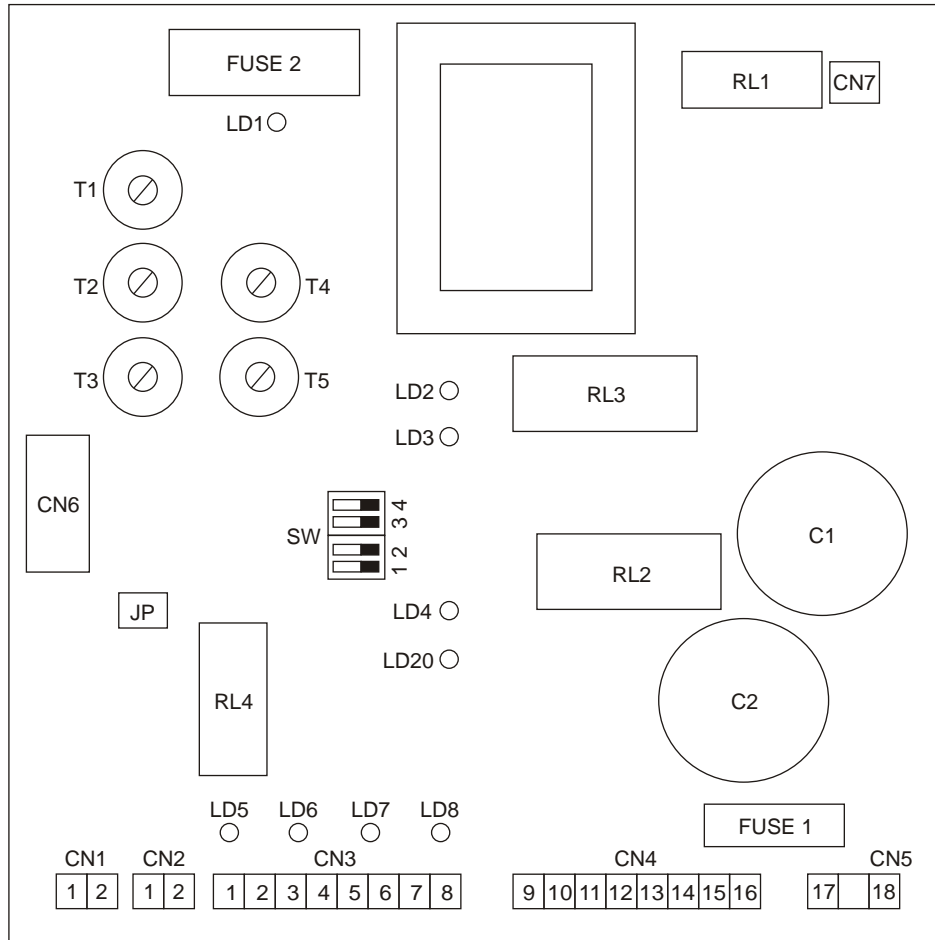 FUSE 2
RL1
CN7
LD1
T1
T2
T4
T3
T5
LD2
RL3
LD3
CN6
SW
3 4
1 2
C1
RL2
JP
LD4
LD20
RL4
C2
LD5 LD6 LD7 LD8
FUSE 1
CN1 CN2 CN3 CN4 CN5
1 2 1 2 1 2 3 4 5 6 7 8 9 10 11 12 13 14 15 16 17 18